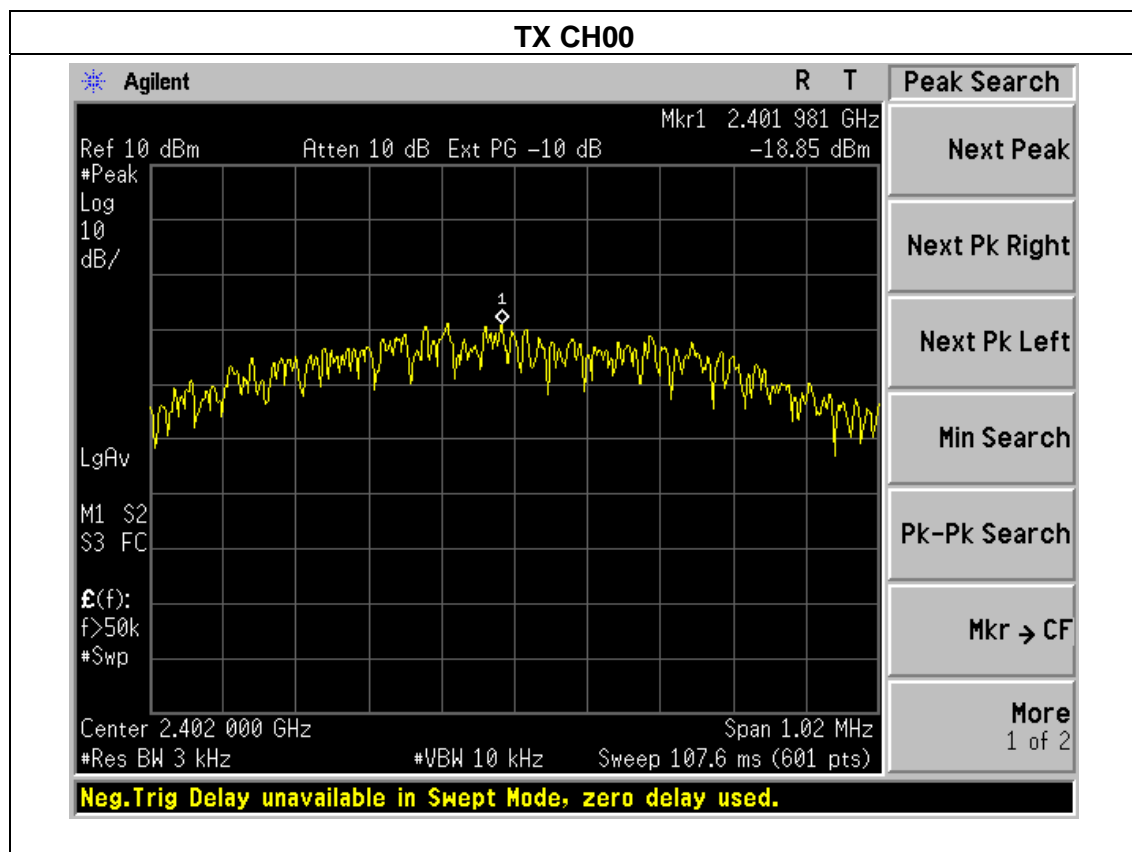 TX CH00
Agilent R T Peak Search
Mkr1 2.401 981 GHz
Ref 10 dBm Atten 10 dB Ext PG -10 dB -18.85 dBm
#Peak
Log
10
dB/
1
LgAv
M1 S2
S3 FC
£(f):
f>50k
#Swp
Center 2.402 000 GHz Span 1.02 MHz
#Res BW 3 kHz #VBW 10 kHz Sweep 107.6 ms (601 pts)
Neg.Trig Delay unavailable in Swept Mode, zero delay used.
Next Peak
Next Pk Right
Next Pk Left
Min Search
Pk-Pk Search
Mkr → CF
More
1 of 2